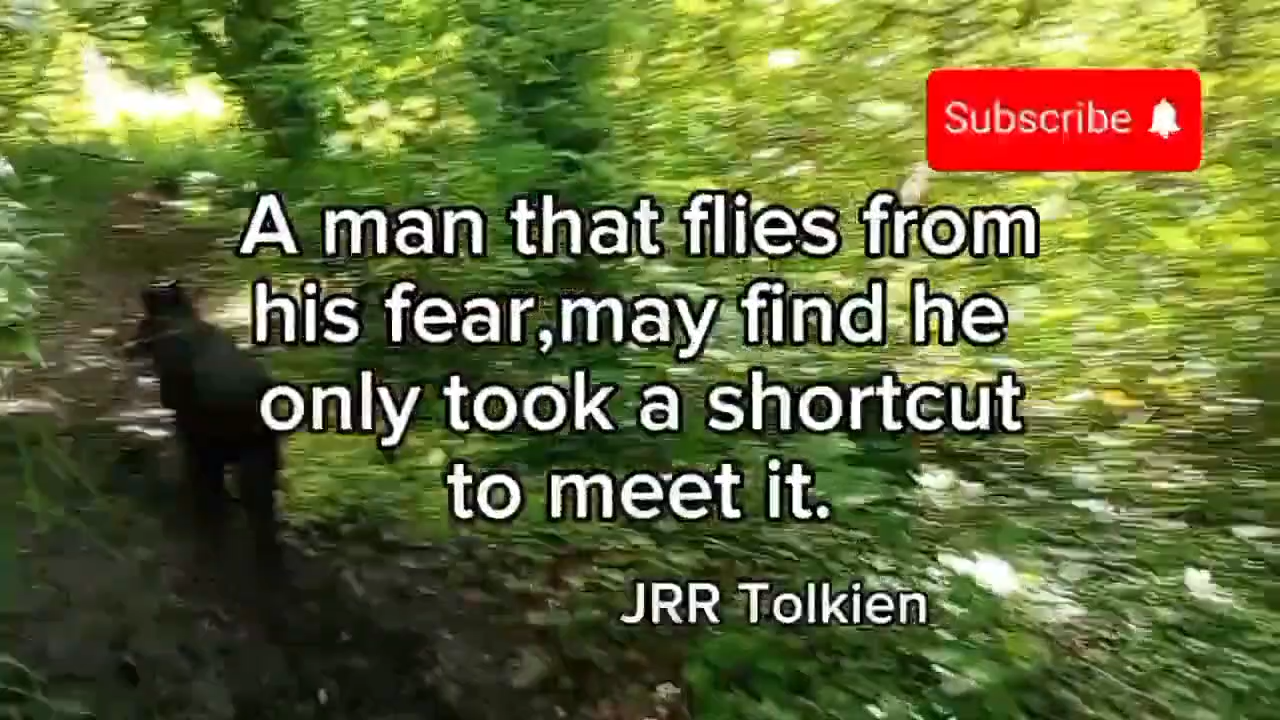 Subscribe
A man that flies from
his fear,may find he
only took a shortcut
to meet it.
JRR Tolkien